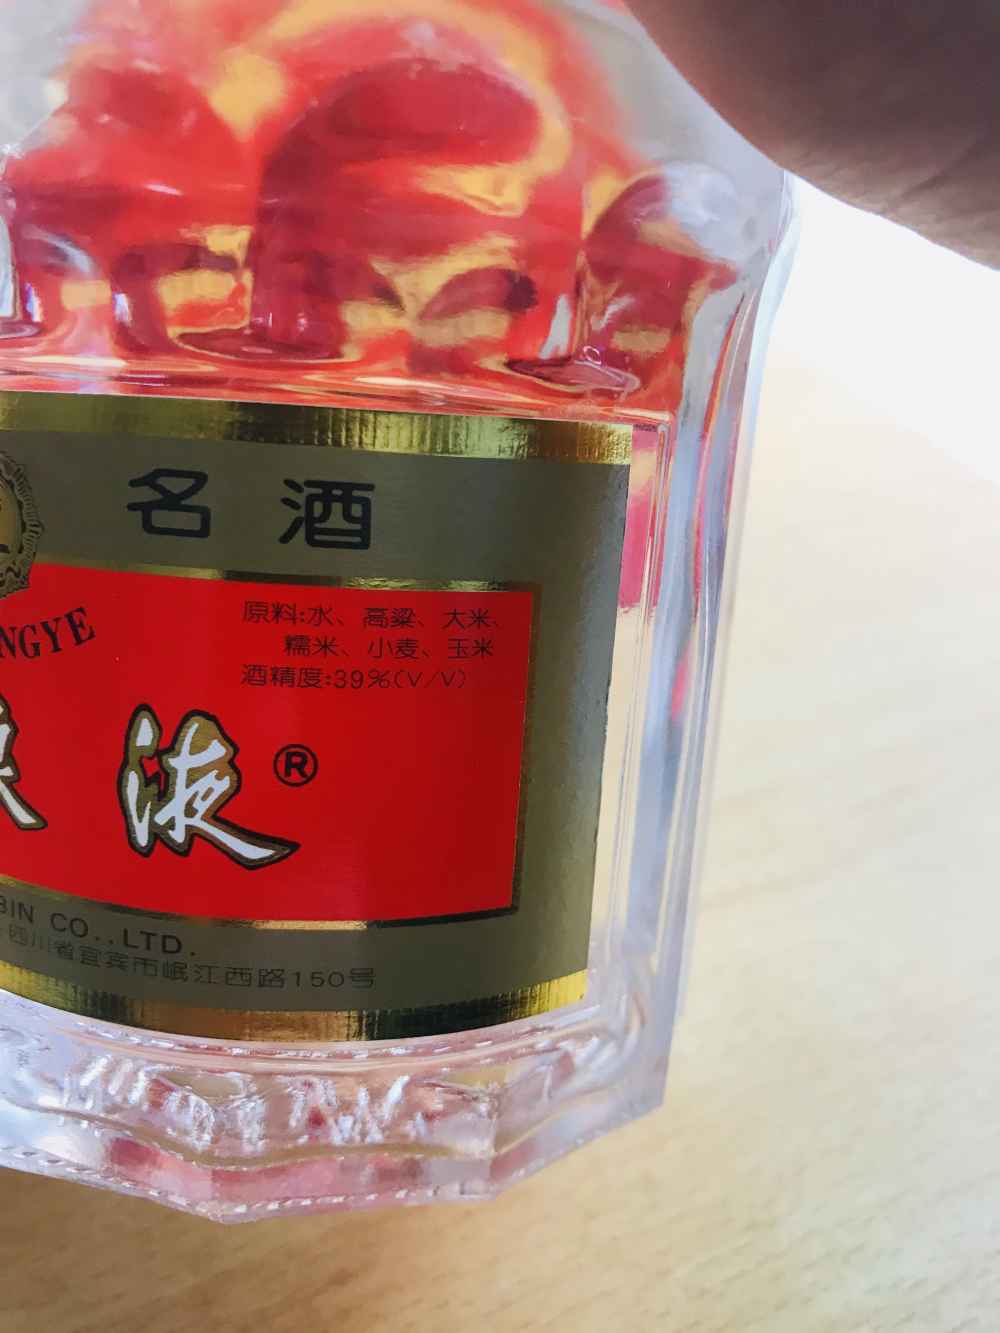 名酒
原料:水、高粱、大米、
糯米、小麦、玉米
酒精度:39%(V/V)
NGYE
液®
BIN CO.,LTD.
四川省宜宾市岷江西路150号